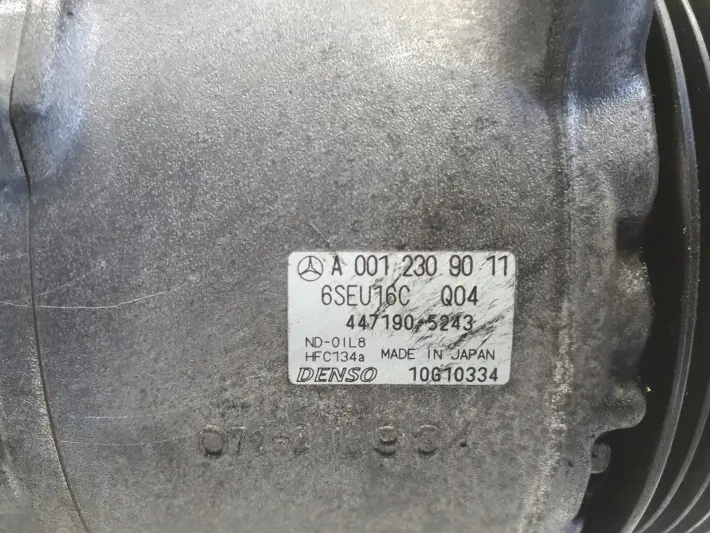 A 001 230 90 11
6SEU16C Q04
447190-5243
ND-OIL8
HFC134a MADE IN JAPAN
DENSO 10G10334